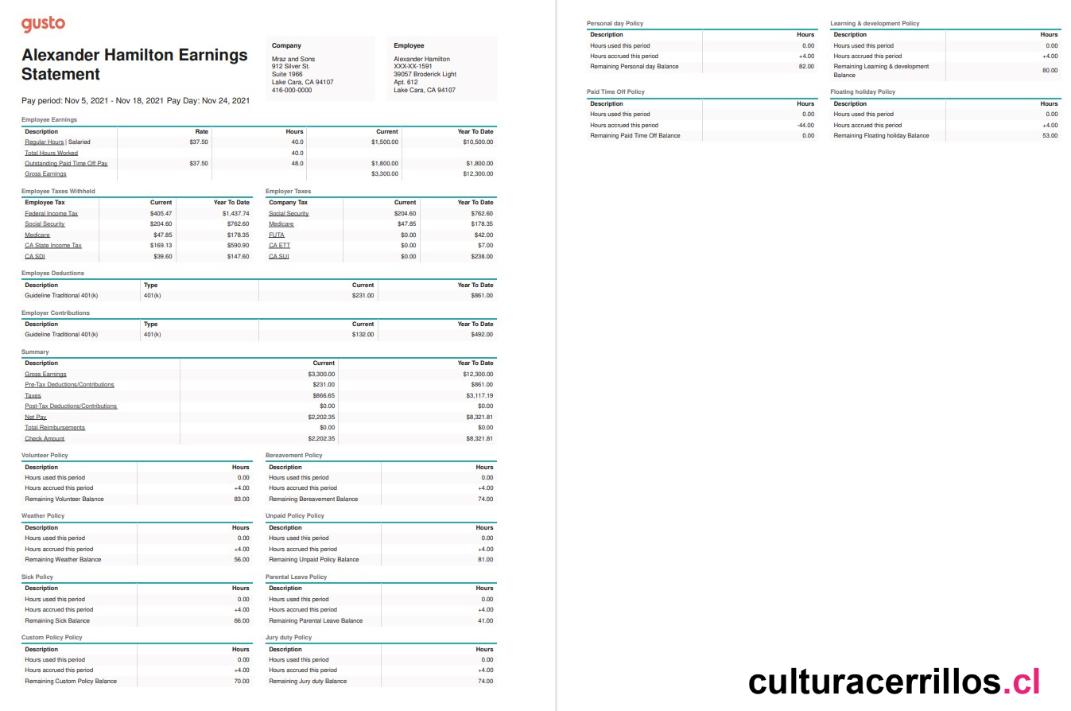 gusto
Alexander Hamilton Earnings
Statement
Pay period: Nov 5, 2021 - Nov 18, 2021 Pay Day: Nov 24, 2021
Company
Mraz and Sons
912 Silver St.
Suite 1966
Lake Cara, CA 94107
416-000-0000
Employee
Alexander Hamilton
XXX-XX-1591
39057 Broderick Light
Apt. 612
Lake Cara, CA 94107
Employee Earnings
Description Rate Hours Current Year To Date
Regular Hours | Salaried $37.50 40.0 $1,500.00 $10,500.00
Total Hours Worked 40.0
Outstanding Paid Time Off Pay $37.50 48.0 $1,800.00 $1,800.00
Gross Earnings $3,300.00 $12,300.00
Employee Taxes Withheld
Employee Tax Current Year To Date
Federal Income Tax $405.47 $1,437.74
Social Security $204.60 $762.60
Medicare $47.85 $178.35
CA State Income Tax $169.13 $590.90
CA SDI $39.60 $147.60
Employer Taxes
Company Tax Current Year To Date
Social Security $204.60 $762.60
Medicare $47.85 $178.35
FUTA $0.00 $42.00
CA ETT $0.00 $7.00
CA SUI $0.00 $238.00
Employee Deductions
Description Type Current Year To Date
Guideline Traditional 401(k) 401(k) $231.00 $861.00
Employer Contributions
Description Type Current Year To Date
Guideline Traditional 401(k) 401(k) $132.00 $492.00
Summary
Description Current Year To Date
Gross Earnings $3,300.00 $12,300.00
Pre-Tax Deductions/Contributions $231.00 $861.00
Taxes $866.65 $3,117.19
Post-Tax Deductions/Contributions $0.00 $0.00
Net Pay $2,202.35 $8,321.81
Total Reimbursements $0.00 $0.00
Check Amount $2,202.35 $8,321.81
Volunteer Policy
Description Hours
Hours used this period 0.00
Hours accrued this period +4.00
Remaining Volunteer Balance 83.00
Bereavement Policy
Description Hours
Hours used this period 0.00
Hours accrued this period +4.00
Remaining Bereavement Balance 74.00
Weather Policy
Description Hours
Hours used this period 0.00
Hours accrued this period +4.00
Remaining Weather Balance 56.00
Unpaid Policy Policy
Description Hours
Hours used this period 0.00
Hours accrued this period +4.00
Remaining Unpaid Policy Balance 81.00
Sick Policy
Description Hours
Hours used this period 0.00
Hours accrued this period +4.00
Remaining Sick Balance 66.00
Parental Leave Policy
Description Hours
Hours used this period 0.00
Hours accrued this period +4.00
Remaining Parental Leave Balance 41.00
Custom Policy Policy
Description Hours
Hours used this period 0.00
Hours accrued this period +4.00
Remaining Custom Policy Balance 70.00
Jury duty Policy
Description Hours
Hours used this period 0.00
Hours accrued this period +4.00
Remaining Jury duty Balance 74.00
Personal day Policy
Description Hours
Hours used this period 0.00
Hours accrued this period +4.00
Remaining Personal day Balance 82.00
Learning & development Policy
Description Hours
Hours used this period 0.00
Hours accrued this period +4.00
Remaining Learning & development
Balance 80.00
Paid Time Off Policy
Description Hours
Hours used this period 0.00
Hours accrued this period -44.00
Remaining Paid Time Off Balance 0.00
Floating holiday Policy
Description Hours
Hours used this period 0.00
Hours accrued this period +4.00
Remaining Floating holiday Balance 53.00
culturacerrillos.cl